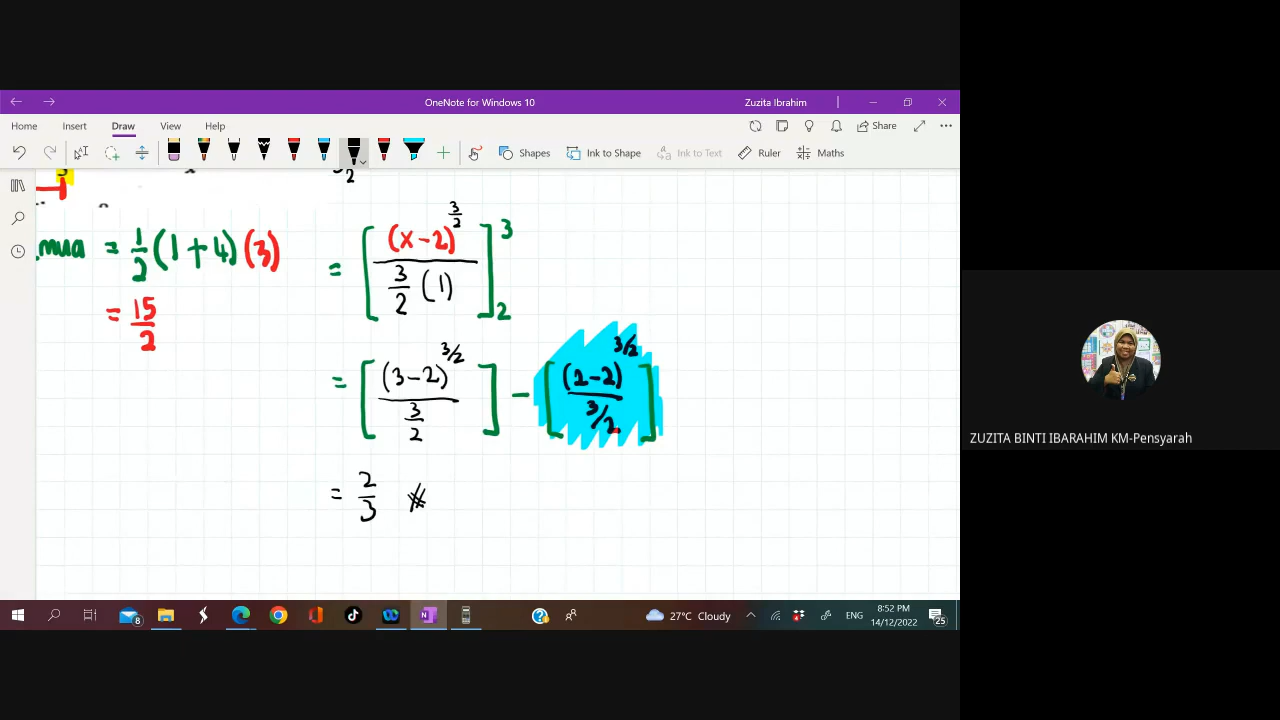 OneNote for Windows 10
Zuzita Ibrahim
Home Insert Draw View Help
Share
Shapes
Ink to Shape
Ink to Text
Ruler
Maths
= 1/2 (1 + 4) (3)
= 15/2
= [ (x - 2)^3/2 / 3/2 (1) ]_2^3
= [ (3 - 2)^3/2 / 3/2 ] - [ (2 - 2)^3/2 / 3/2 ]
= 2/3
ZUZITA BINTI IBARAHIM KM-Pensyarah
8
27°C Cloudy
ENG
8:52 PM
14/12/2022
25